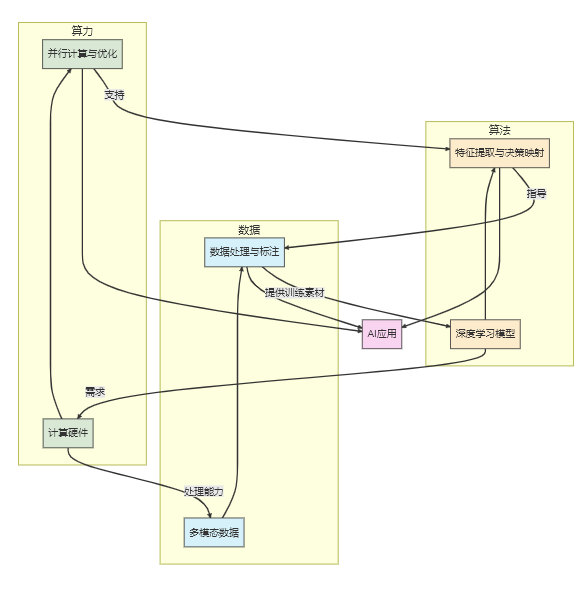 算力
并行计算与优化
支持
算法
特征提取与决策映射
指导
数据
数据处理与标注
提供训练素材
AI应用
深度学习模型
需求
计算硬件
处理能力
多模态数据